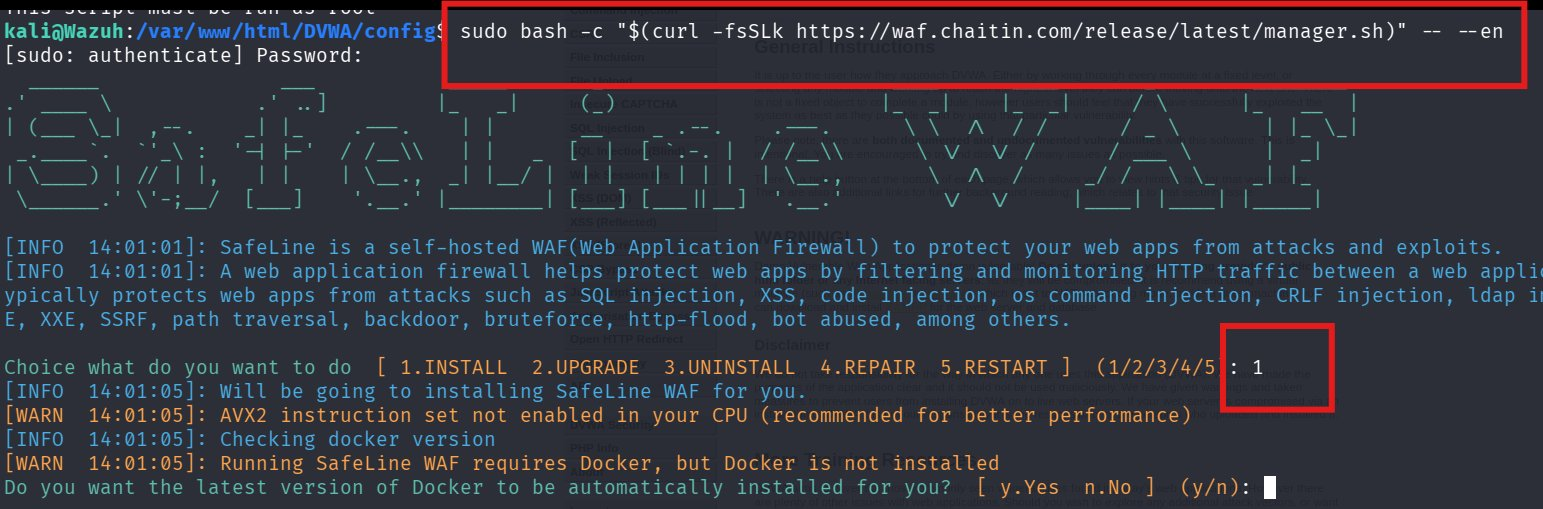 This script must be run as root
kali@Wazuh:/var/www/html/DVWA/config$ sudo bash -c "$(curl -fsSLk https://waf.chaitin.com/release/latest/manager.sh)" -- --en
[sudo: authenticate] Password:
SafeLine WAF
[INFO 14:01:01]: SafeLine is a self-hosted WAF(Web Application Firewall) to protect your web apps from attacks and exploits.
[INFO 14:01:01]: A web application firewall helps protect web apps by filtering and monitoring HTTP traffic between a web applic
ypically protects web apps from attacks such as SQL injection, XSS, code injection, os command injection, CRLF injection, ldap in
E, XXE, SSRF, path traversal, backdoor, bruteforce, http-flood, bot abused, among others.
Choice what do you want to do [ 1.INSTALL 2.UPGRADE 3.UNINSTALL 4.REPAIR 5.RESTART ] (1/2/3/4/5): 1
[INFO 14:01:05]: Will be going to installing SafeLine WAF for you.
[WARN 14:01:05]: AVX2 instruction set not enabled in your CPU (recommended for better performance)
[INFO 14:01:05]: Checking docker version
[WARN 14:01:05]: Running SafeLine WAF requires Docker, but Docker is not installed
Do you want the latest version of Docker to be automatically installed for you? [ y.Yes n.No ] (y/n):